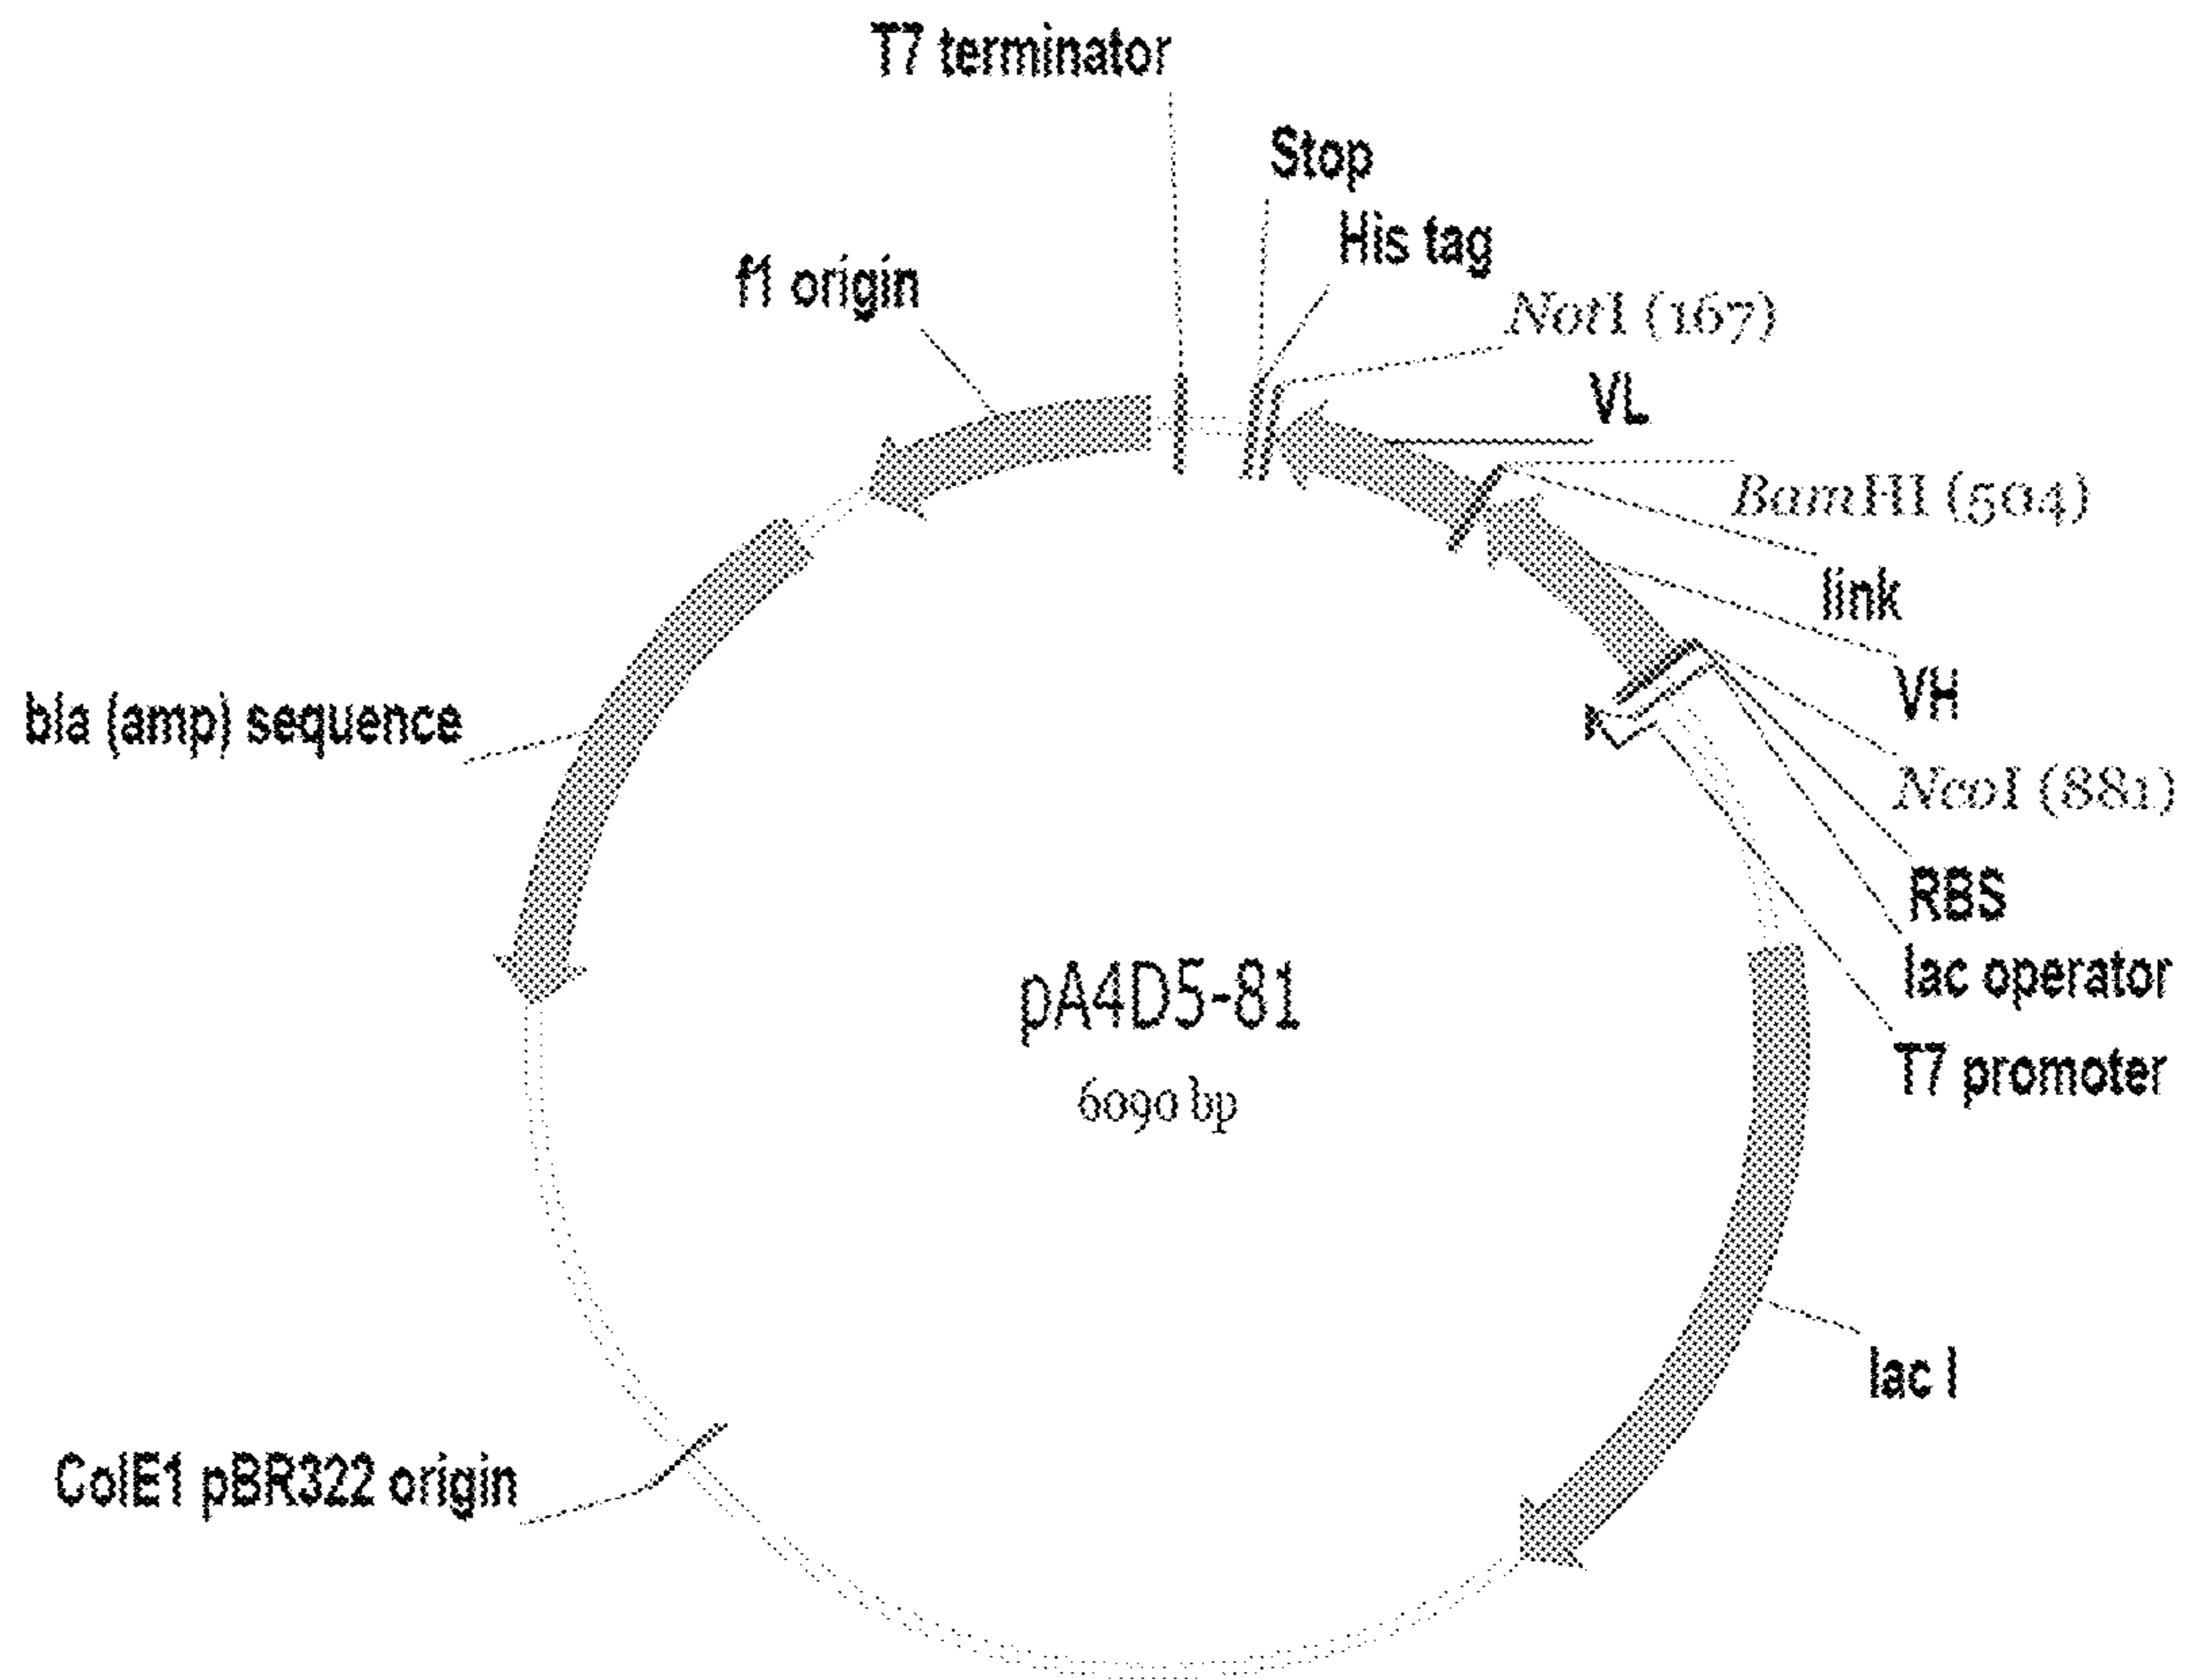 T7 terminator
Stop
His tag
f1 origin
NotI (167)
VL
BamHI (504)
link
VH
bla (amp) sequence
NcoI (881)
RBS
lac operator
pA4D5-81
T7 promoter
6090 bp
lac I
ColE1 pBR322 origin